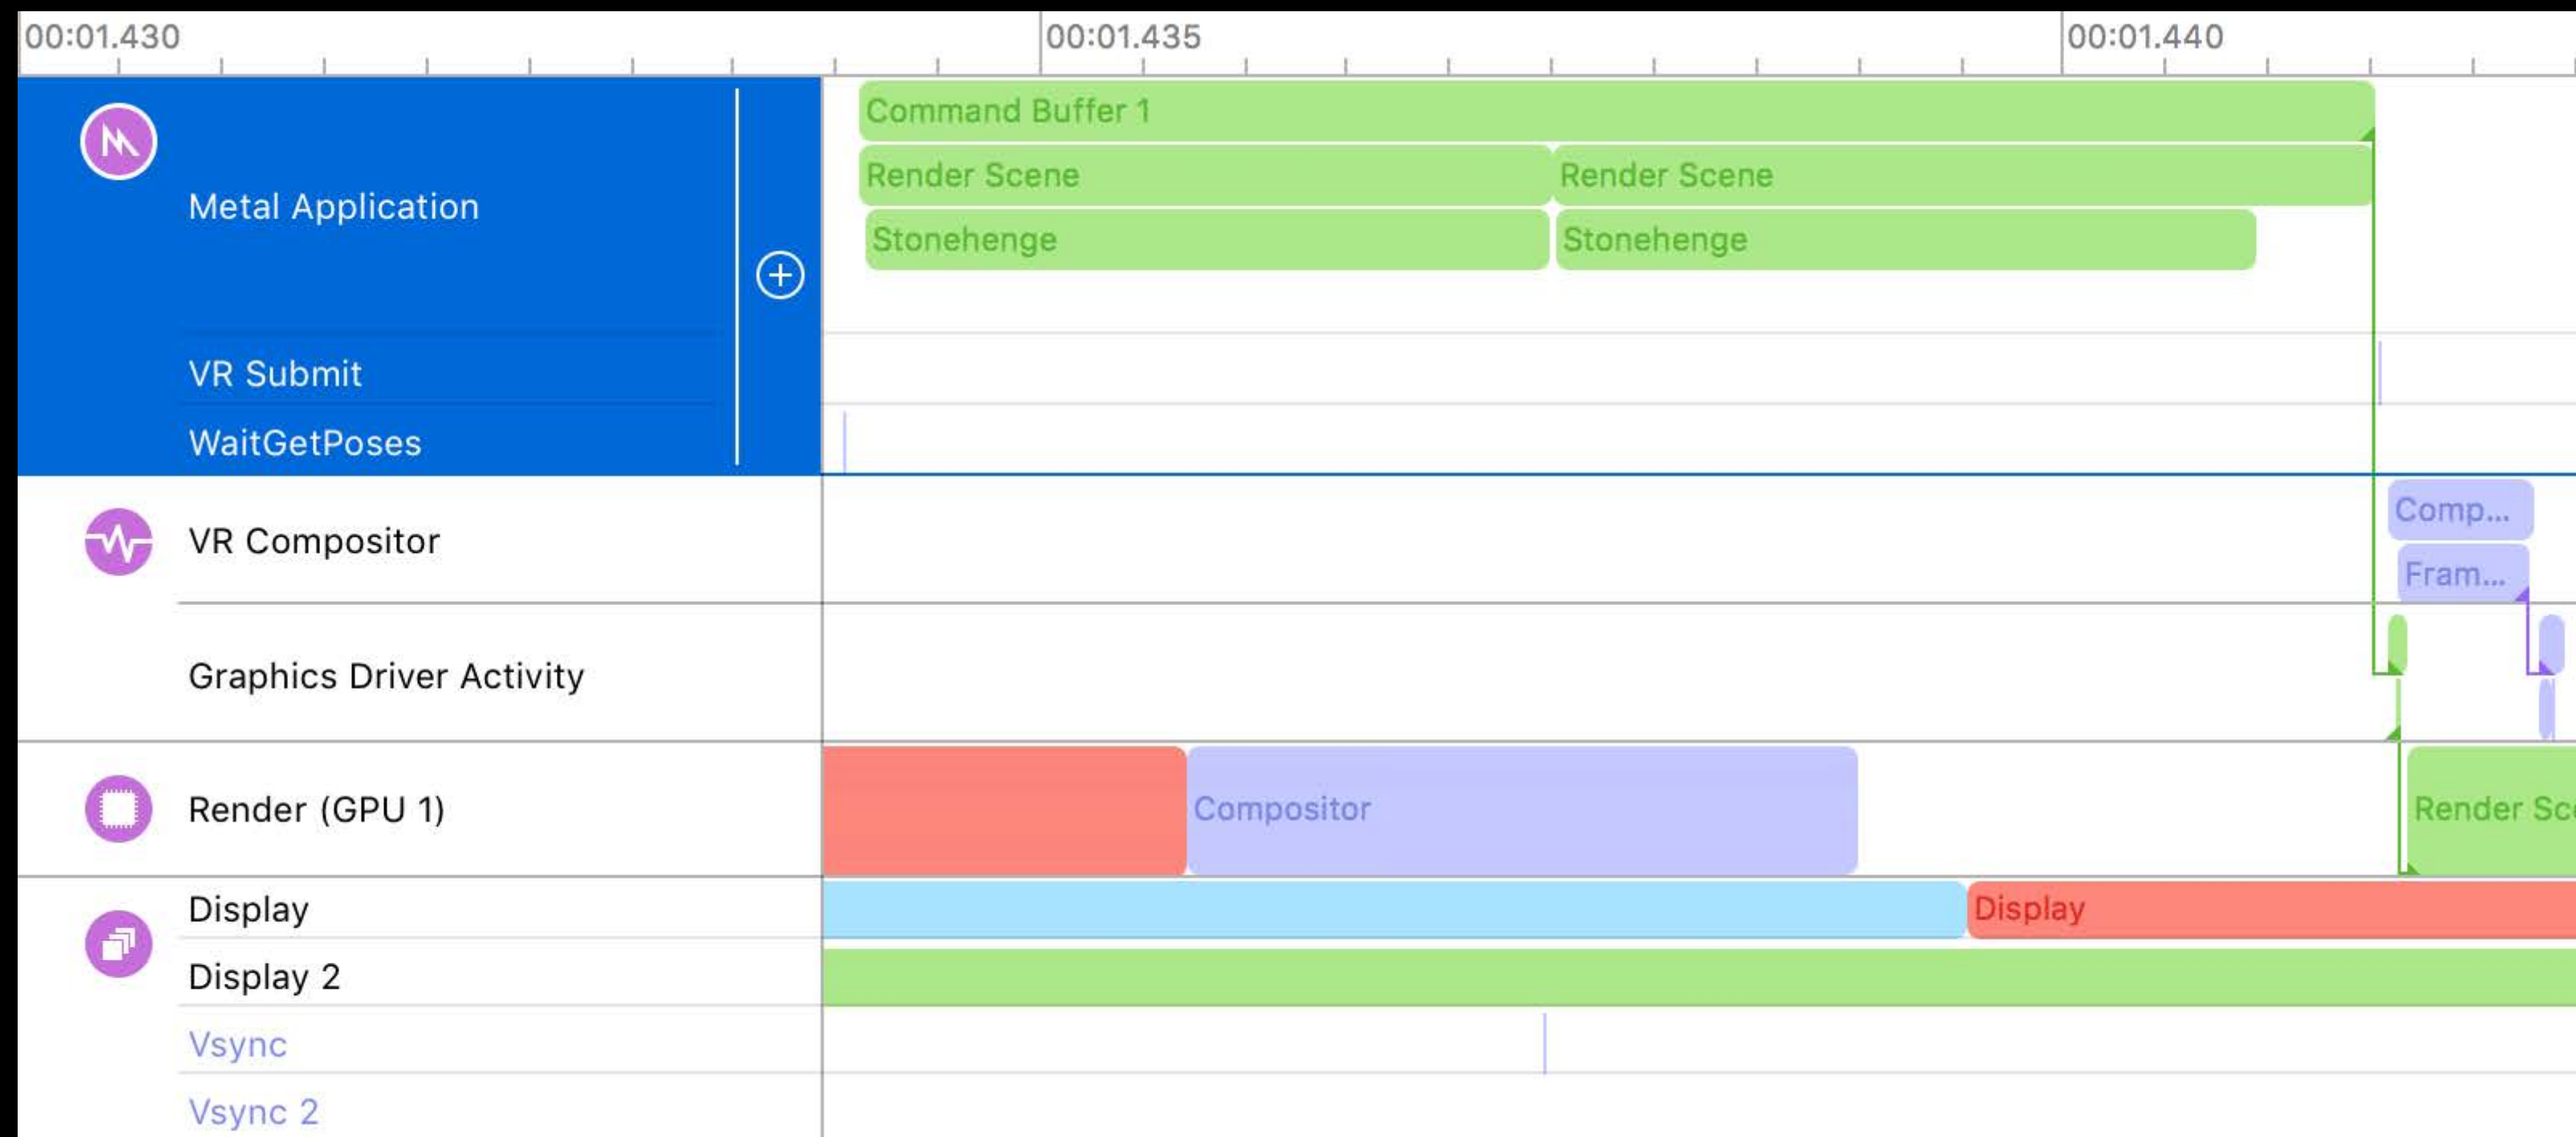 00:01.430 00:01.435 00:01.440
Command Buffer 1
Render Scene Render Scene
Metal Application
Stonehenge Stonehenge
VR Submit
WaitGetPoses
Comp...
VR Compositor
Fram...
Graphics Driver Activity
Render (GPU 1) Compositor Render Sc
Display Display
Display 2
Vsync
Vsync 2